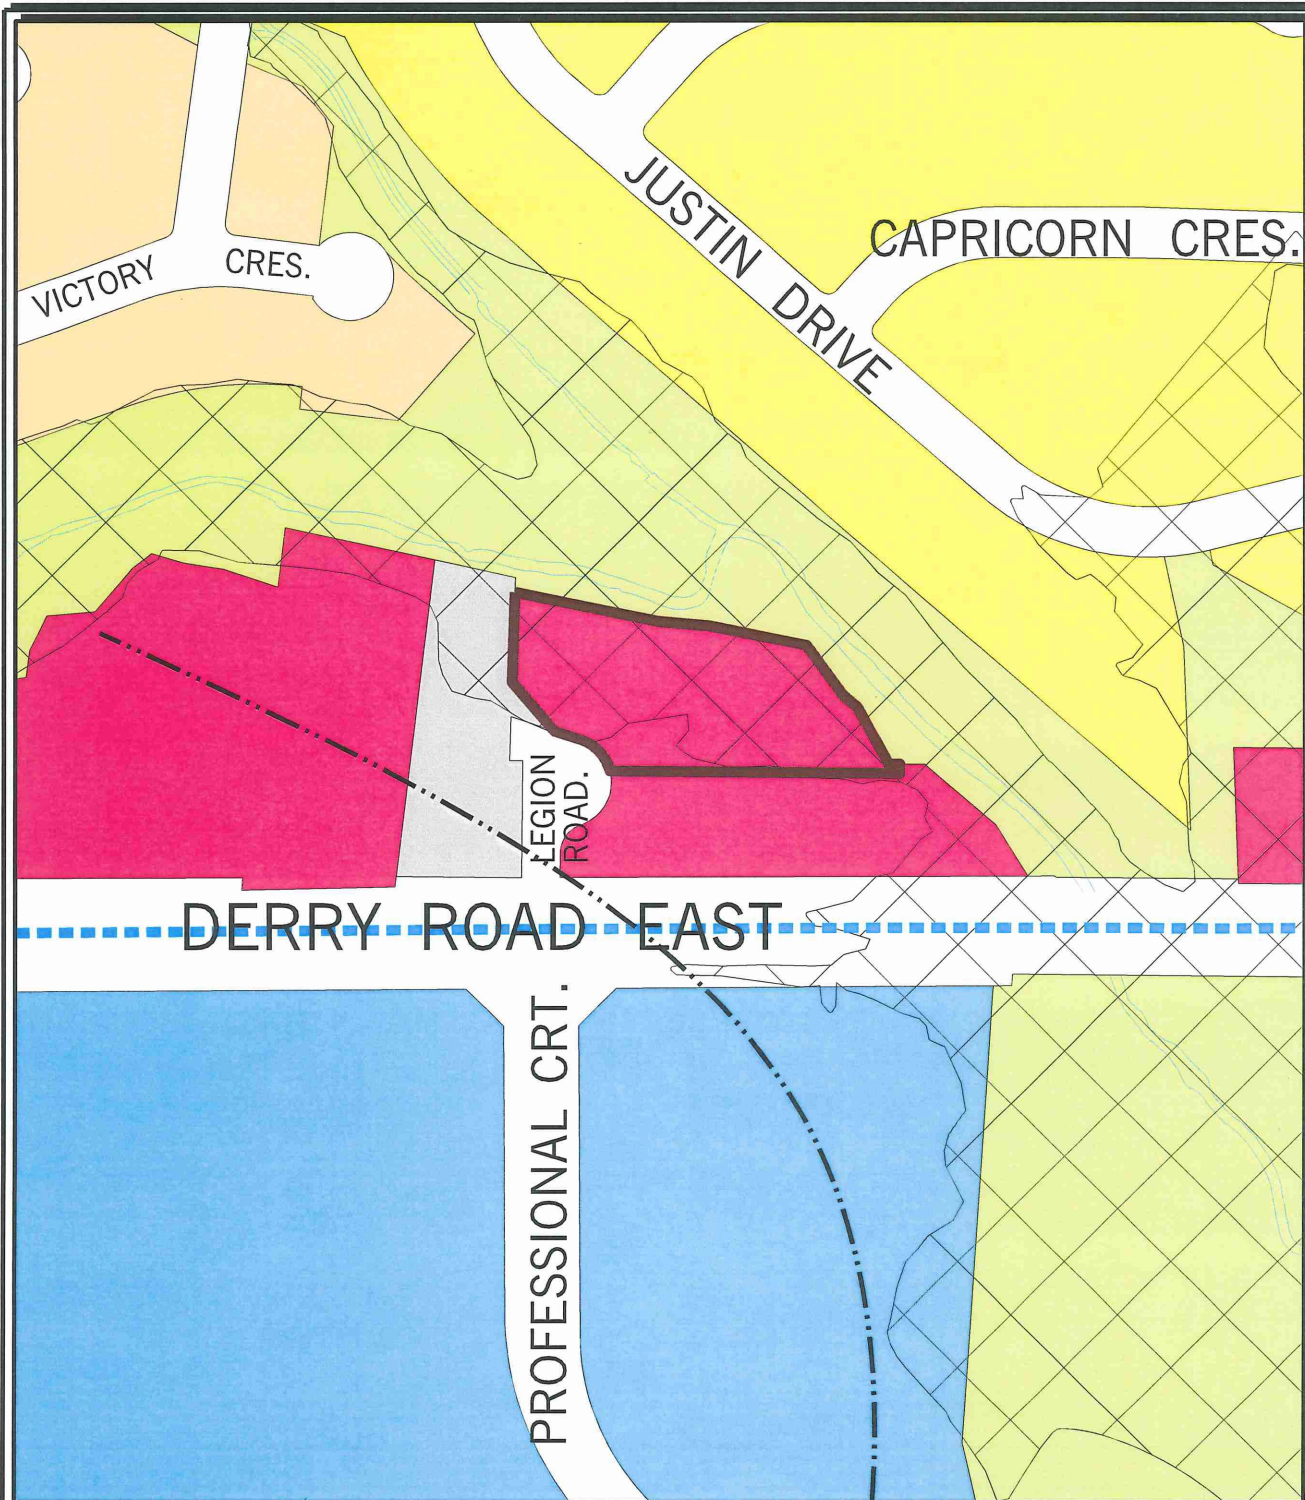 JUSTIN DRIVE
CAPRICORN CRES.
VICTORY CRES.
LEGION
ROAD.
DERRY ROAD EAST
PROFESSIONAL CRT.